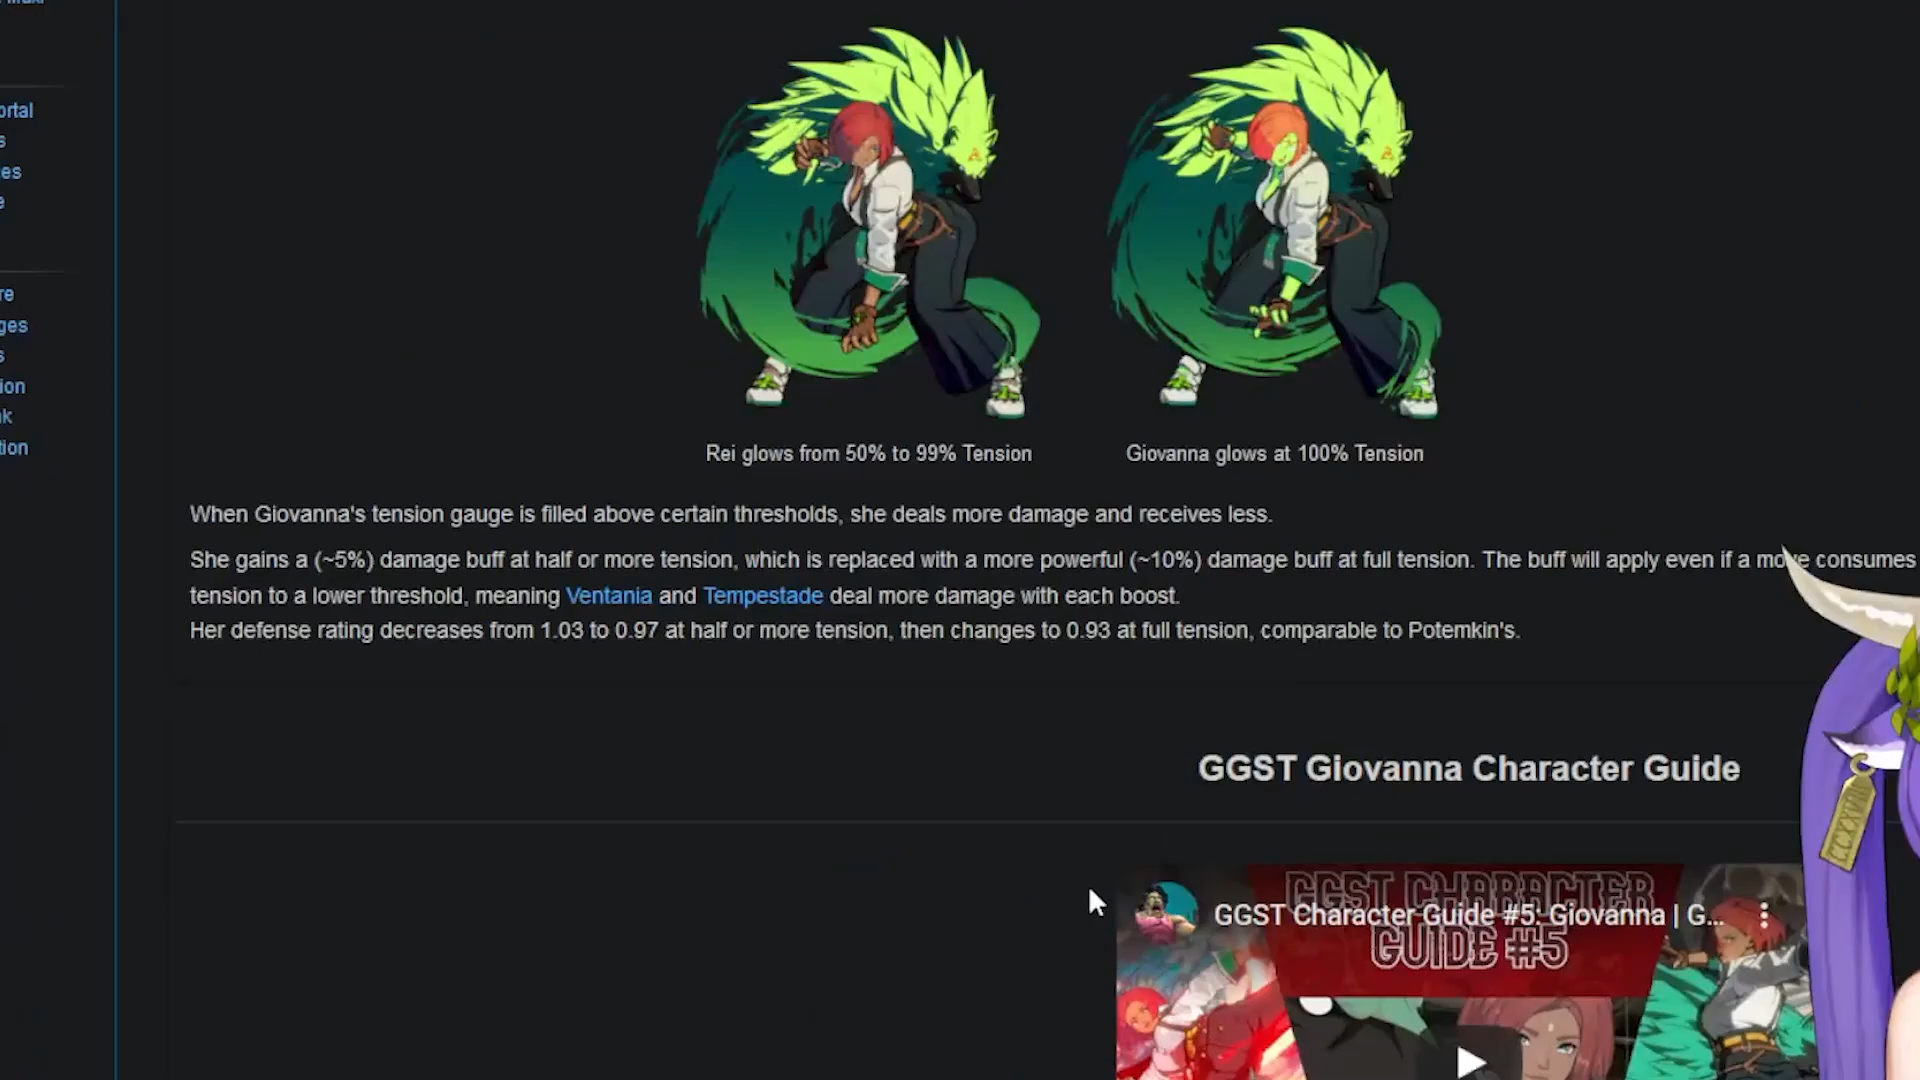 ortal
s
es
e
re
ges
s
ion
k
tion
Rei glows from 50% to 99% Tension
Giovanna glows at 100% Tension
When Giovanna's tension gauge is filled above certain thresholds, she deals more damage and receives less.
She gains a (~5%) damage buff at half or more tension, which is replaced with a more powerful (~10%) damage buff at full tension. The buff will apply even if a move consumes
tension to a lower threshold, meaning Ventania and Tempestade deal more damage with each boost.
Her defense rating decreases from 1.03 to 0.97 at half or more tension, then changes to 0.93 at full tension, comparable to Potemkin's.
GGST Giovanna Character Guide
GGST CHARACTER
GGST Character Guide #5: Giovanna | G...
GUIDE #5